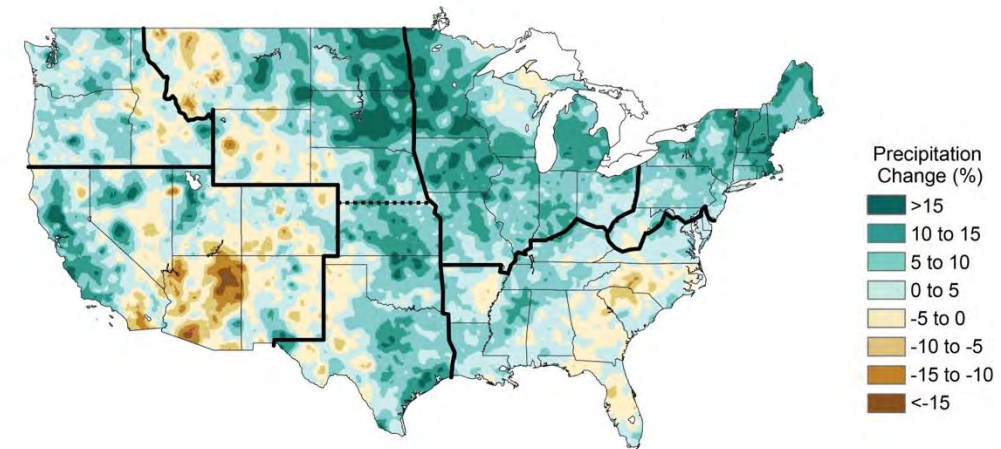 Precipitation
Change (%)
>15
10 to 15
5 to 10
0 to 5
-5 to 0
-10 to -5
-15 to -10
<-15